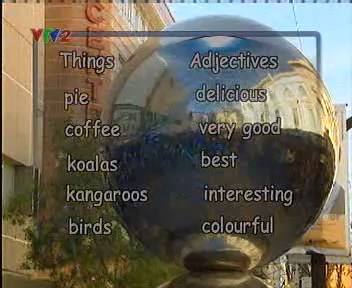 VTV2
Things Adjectives
pie delicious
coffee very good
koalas best
kangaroos interesting
birds colourful